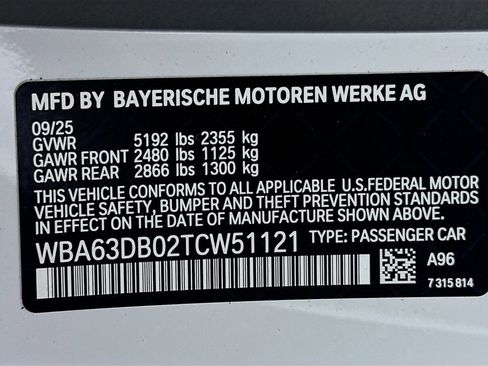 MFD BY BAYERISCHE MOTOREN WERKE AG
09/25
GVWR 5192 lbs 2355 kg
GAWR FRONT 2480 lbs 1125 kg
GAWR REAR 2866 lbs 1300 kg
THIS VEHICLE CONFORMS TO ALL APPLICABLE U.S.FEDERAL MOTOR
VEHICLE SAFETY, BUMPER AND THEFT PREVENTION STANDARDS
IN EFFECT ON THE DATE OF MANUFACTURE SHOWN ABOVE.
WBA63DB02TCW51121 TYPE: PASSENGER CAR
A96
7 315 814